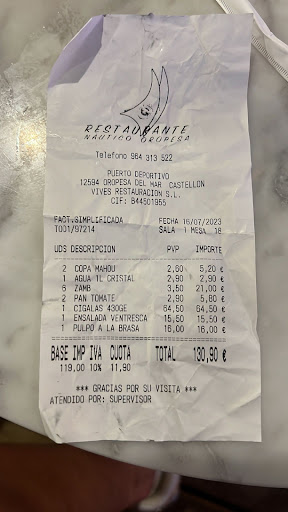 RESTAURANTE
NAUTICO OROPESA
Telefono 964 313 522
PUERTO DEPORTIVO
12594 OROPESA DEL MAR CASTELLON
VIVES RESTAURACION S.L.
CIF: B44501955
FACT.SIMPLIFICADA FECHA 16/07/2023
T001/97214 SALA 1 MESA 18
UDS DESCRIPCION PVP IMPORTE
2 COPA MAHOU 2,60 5,20 €
1 AGUA 1L CRISTAL 2,90 2,90 €
6 ZAMB 3,50 21,00 €
2 PAN TOMATE 2,90 5,80 €
1 CIGALAS 430GE 64,50 64,50 €
1 ENSALADA VENTRESCA 15,50 15,50 €
1 PULPO A LA BRASA 16,00 16,00 €
BASE IMP IVA CUOTA TOTAL 130,90 €
119,00 10% 11,90
*** GRACIAS POR SU VISITA ***
ATENDIDO POR: SUPERVISOR